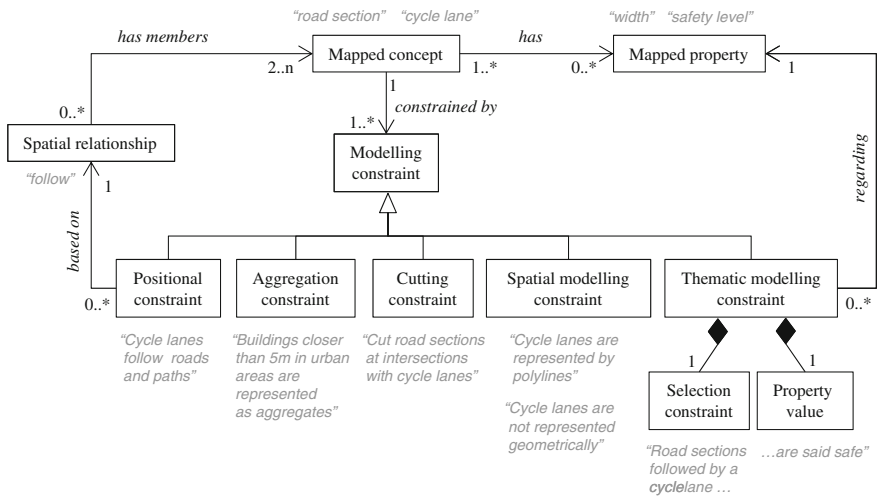 “road section” “cycle lane”
“width” “safety level”
has members
Mapped concept
has
Mapped property
2..n
1..*
0..*
1
1
constrained by
0..*
1..*
Spatial relationship
Modelling
constraint
regarding
“follow”
1
based on
Positional
constraint
Aggregation
constraint
Cutting
constraint
Spatial modelling
constraint
Thematic modelling
constraint
0..*
0..*
“Cycle lanes
follow roads
and paths”
“Buildings closer
than 5m in urban
areas are
represented
as aggregates”
“Cut road sections
at intersections
with cycle lanes”
“Cycle lanes are
represented by
polylines”
“Cycle lanes are
not represented
geometrically”
1
1
Selection
constraint
Property
value
“Road sections
followed by a
cyclelane ...
...are said safe”